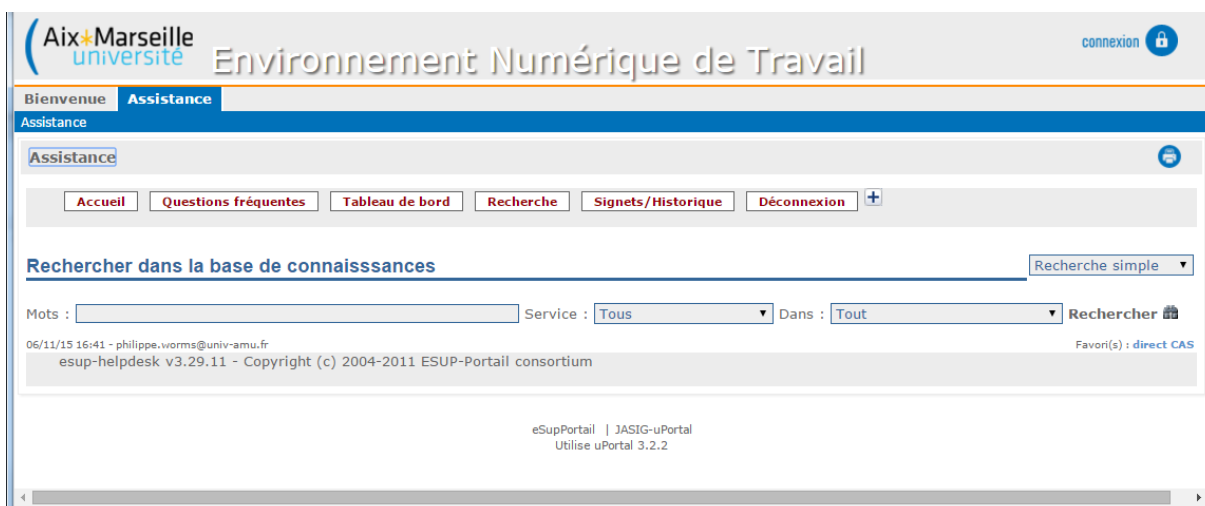 Aix*Marseille
université
Environnement Numérique de Travail
connexion
Bienvenue Assistance
Assistance
Assistance
Accueil Questions fréquentes Tableau de bord Recherche Signets/Historique Déconnexion +
Rechercher dans la base de connaisssances Recherche simple
Mots : Service : Tous Dans : Tout Rechercher
06/11/15 16:41 - philippe.worms@univ-amu.fr Favori(s) : direct CAS
esup-helpdesk v3.29.11 - Copyright (c) 2004-2011 ESUP-Portail consortium
eSupPortail | JASIG-uPortal
Utilise uPortal 3.2.2